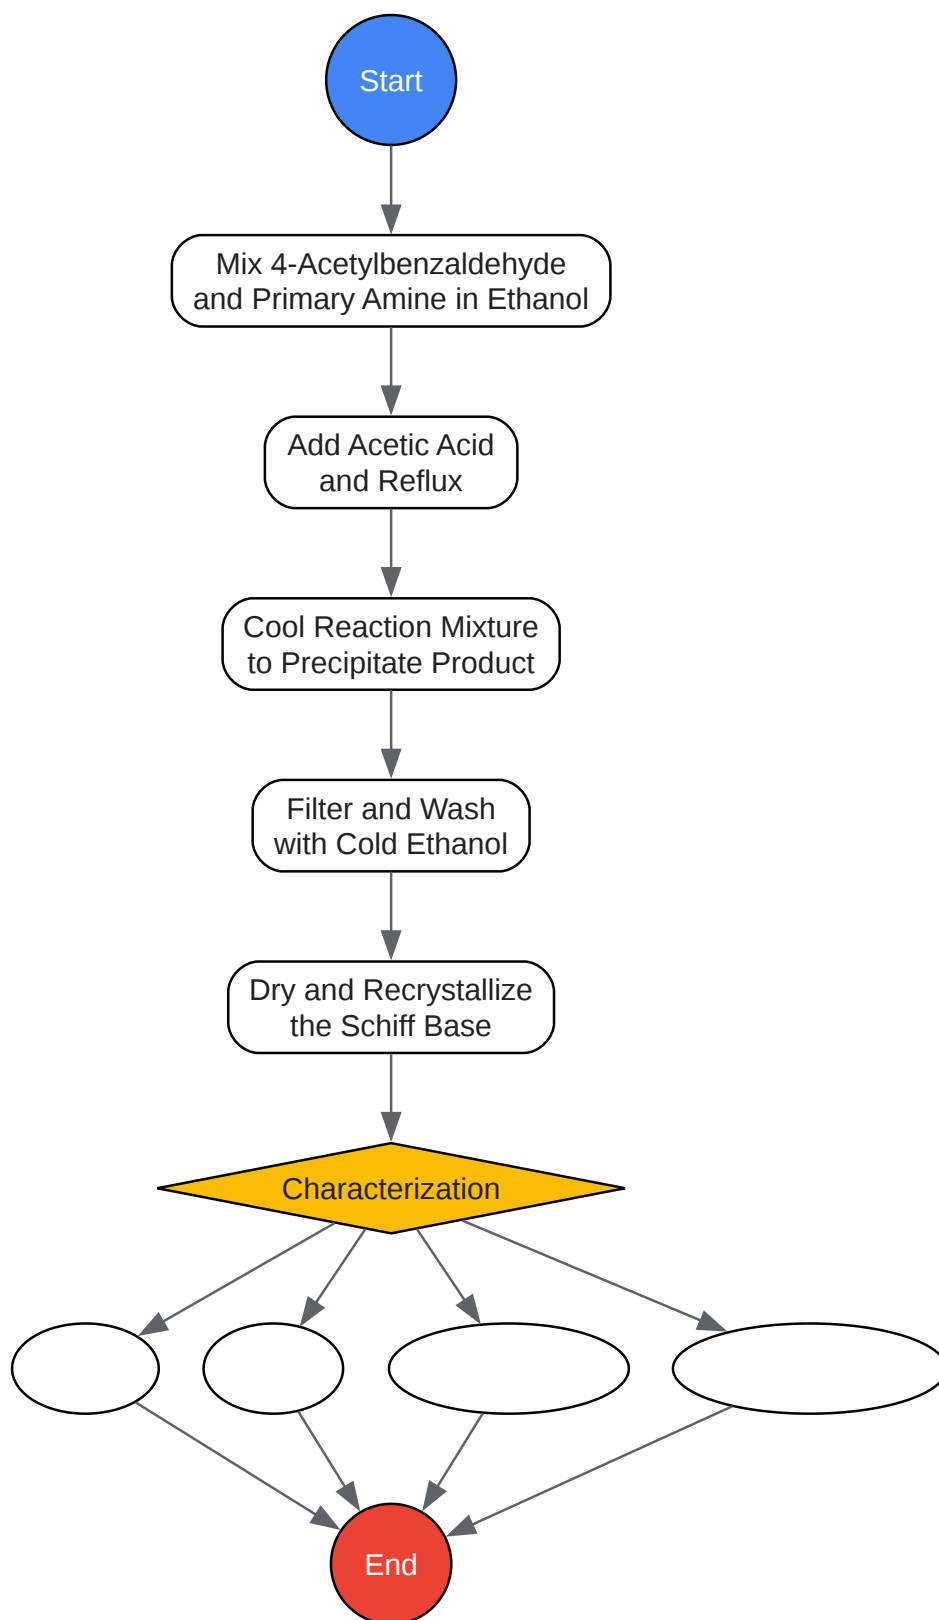 Start
Mix 4-Acetylbenzaldehyde
and Primary Amine in Ethanol
Add Acetic Acid
and Reflux
Cool Reaction Mixture
to Precipitate Product
Filter and Wash
with Cold Ethanol
Dry and Recrystallize
the Schiff Base
Characterization
End